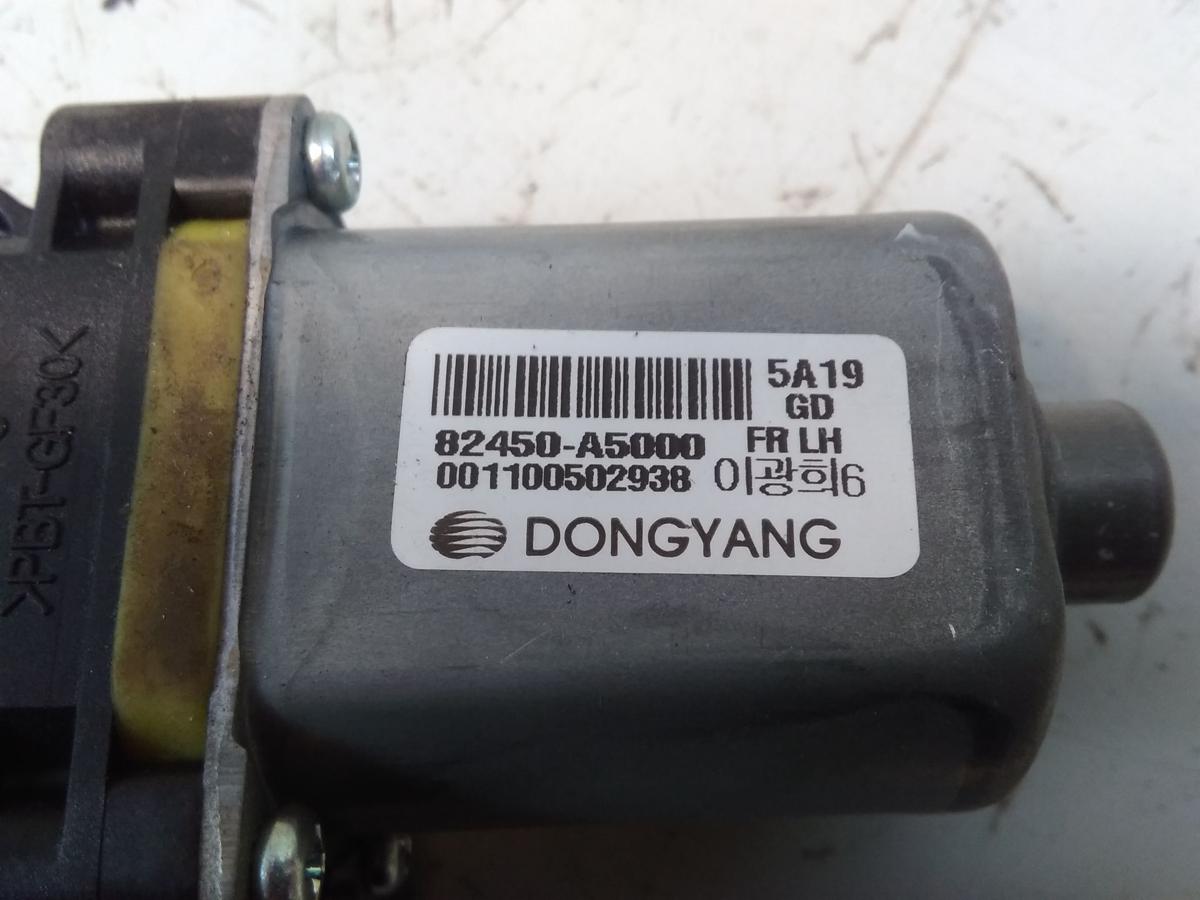 5A19
GD
82450-A5000 FR LH
001100502938 이광희6
DONGYANG
>PBT-GF30<